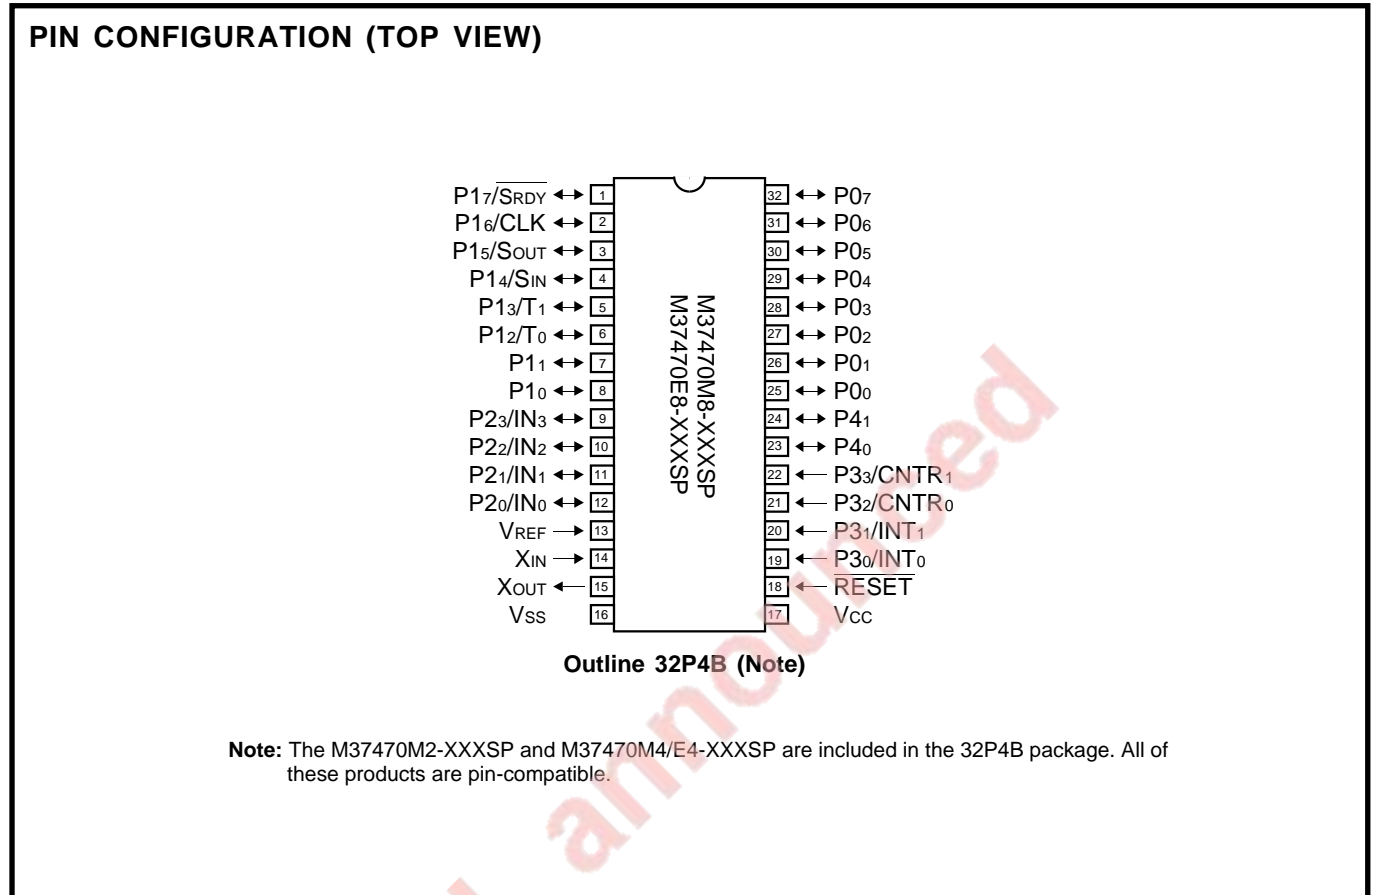 PIN CONFIGURATION (TOP VIEW)
P17/SRDY 1 32 P07
P16/CLK 2 31 P06
P15/SOUT 3 30 P05
P14/SIN 4 29 P04
P13/T1 5 28 P03
P12/T0 6 27 P02
P11 7 26 P01
P10 8 25 P00
P23/IN3 9 24 P41
P22/IN2 10 23 P40
P21/IN1 11 22 P33/CNTR1
P20/IN0 12 21 P32/CNTR0
VREF 13 20 P31/INT1
XIN 14 19 P30/INT0
XOUT 15 18 RESET
VSS 16 17 VCC
M37470M8-XXXSP
M37470E8-XXXSP
Outline 32P4B (Note)
Note: The M37470M2-XXXSP and M37470M4/E4-XXXSP are included in the 32P4B package. All of
these products are pin-compatible.
announced